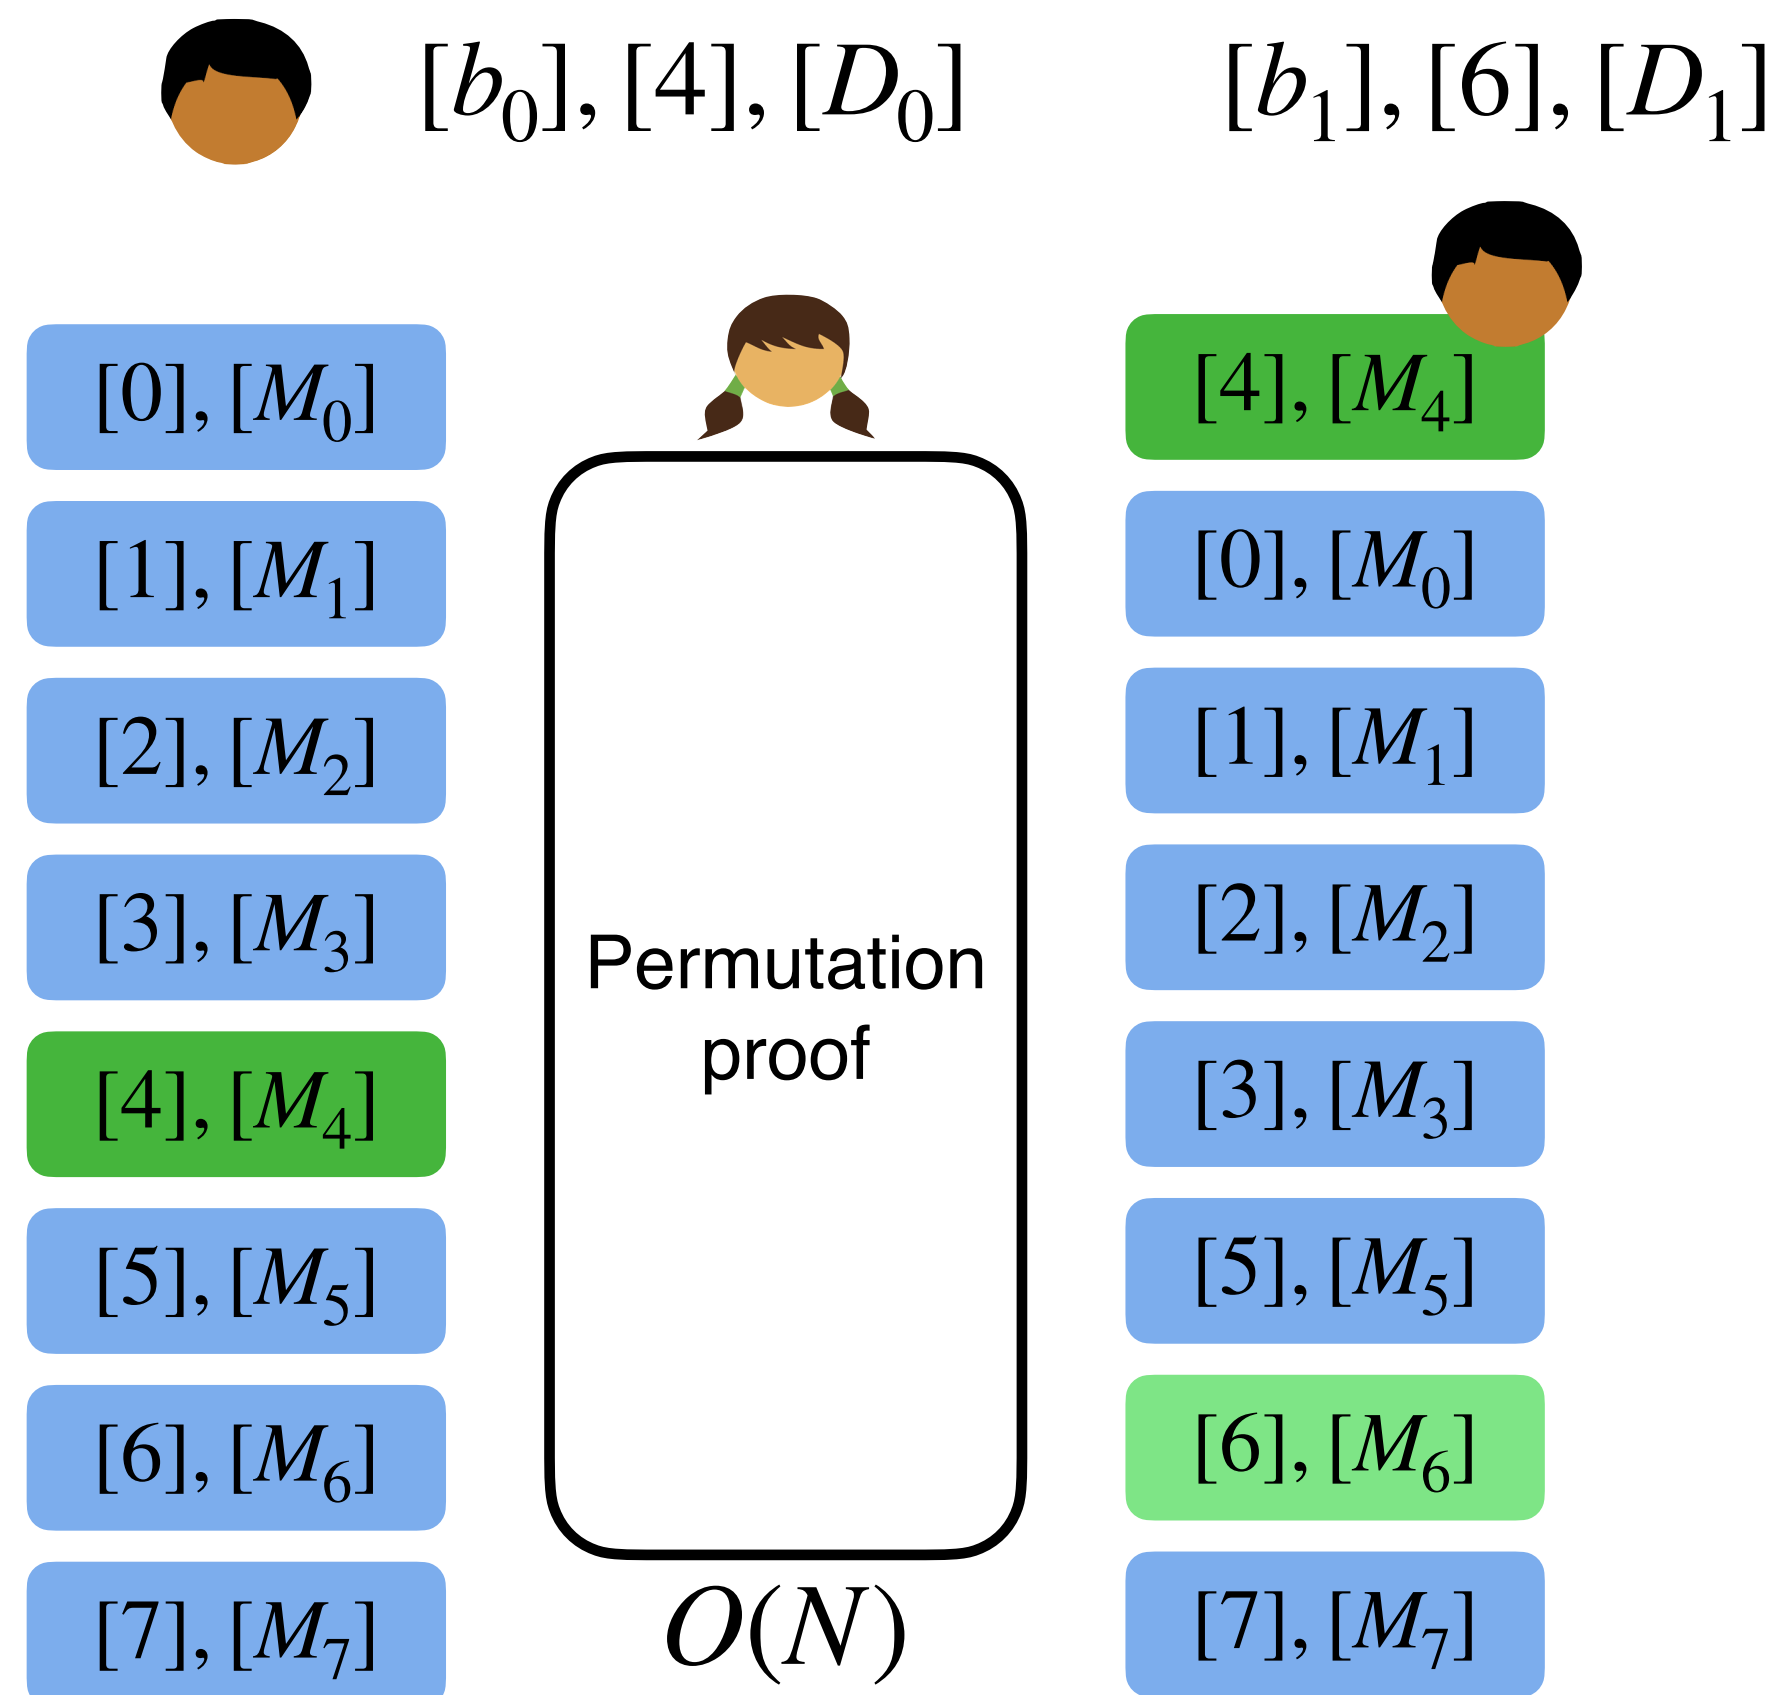 [b₀], [4], [D₀]
[b₁], [6], [D₁]
[0], [M₀]
[1], [M₁]
[2], [M₂]
[3], [M₃]
[4], [M₄]
[5], [M₅]
[6], [M₆]
[7], [M₇]
Permutation
proof
O(N)
[4], [M₄]
[0], [M₀]
[1], [M₁]
[2], [M₂]
[3], [M₃]
[5], [M₅]
[6], [M₆]
[7], [M₇]